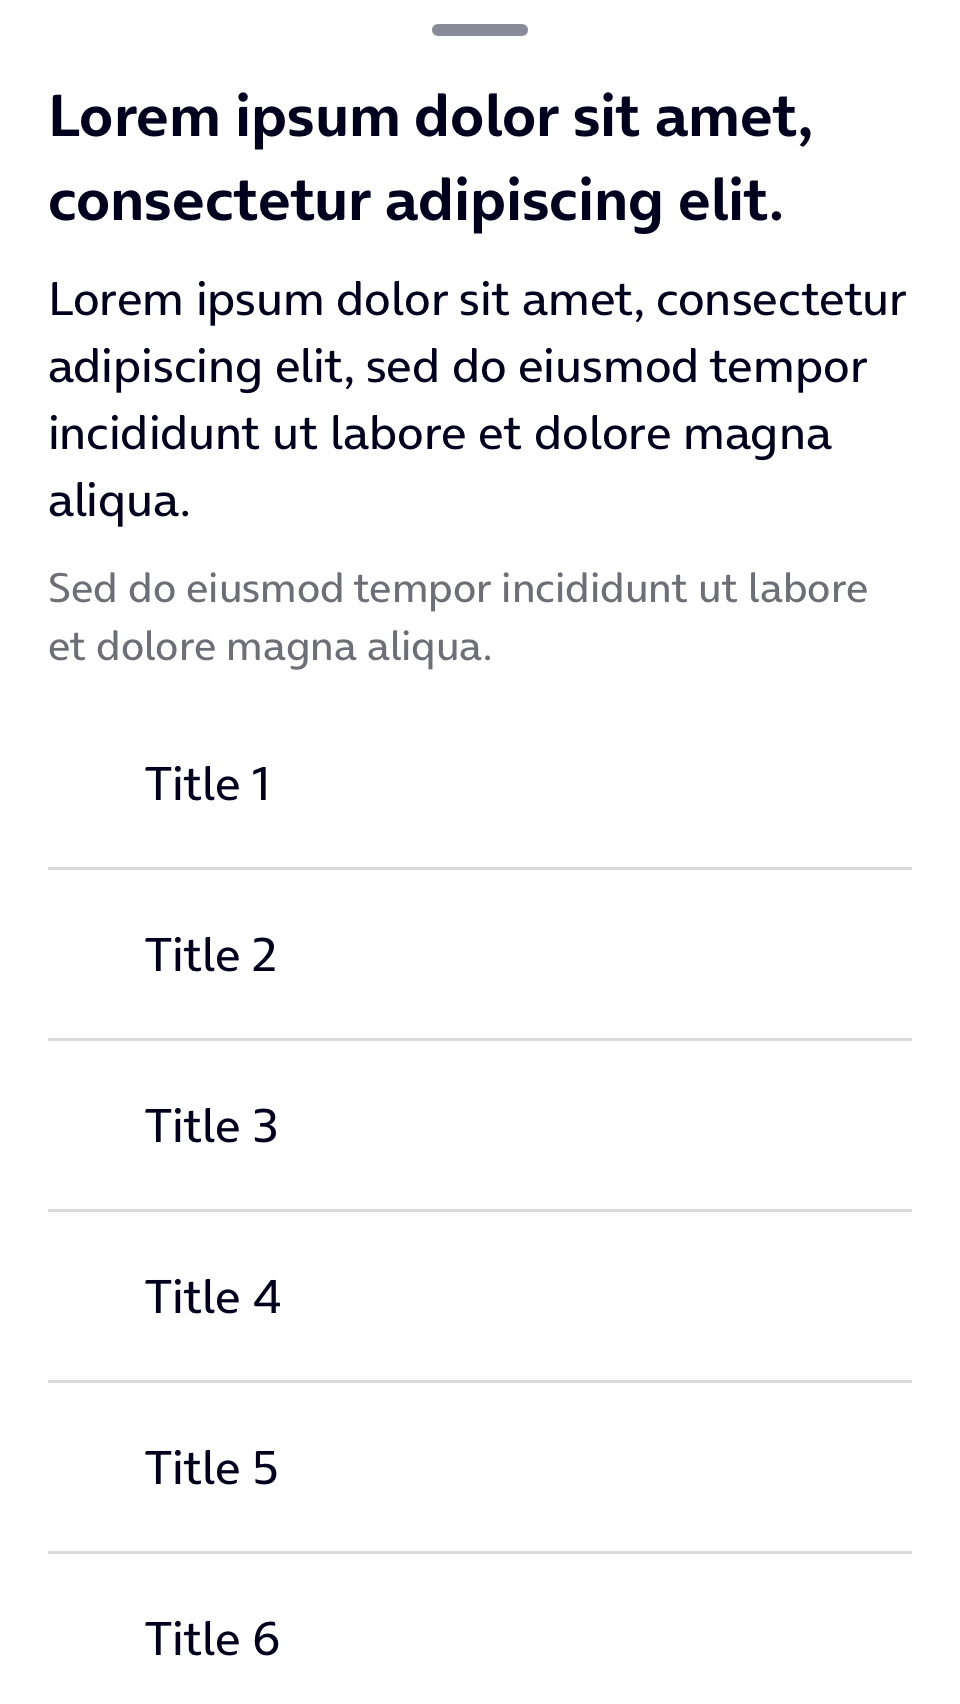 Lorem ipsum dolor sit amet,
consectetur adipiscing elit.
Lorem ipsum dolor sit amet, consectetur
adipiscing elit, sed do eiusmod tempor
incididunt ut labore et dolore magna
aliqua.
Sed do eiusmod tempor incididunt ut labore
et dolore magna aliqua.
Title 1
Title 2
Title 3
Title 4
Title 5
Title 6